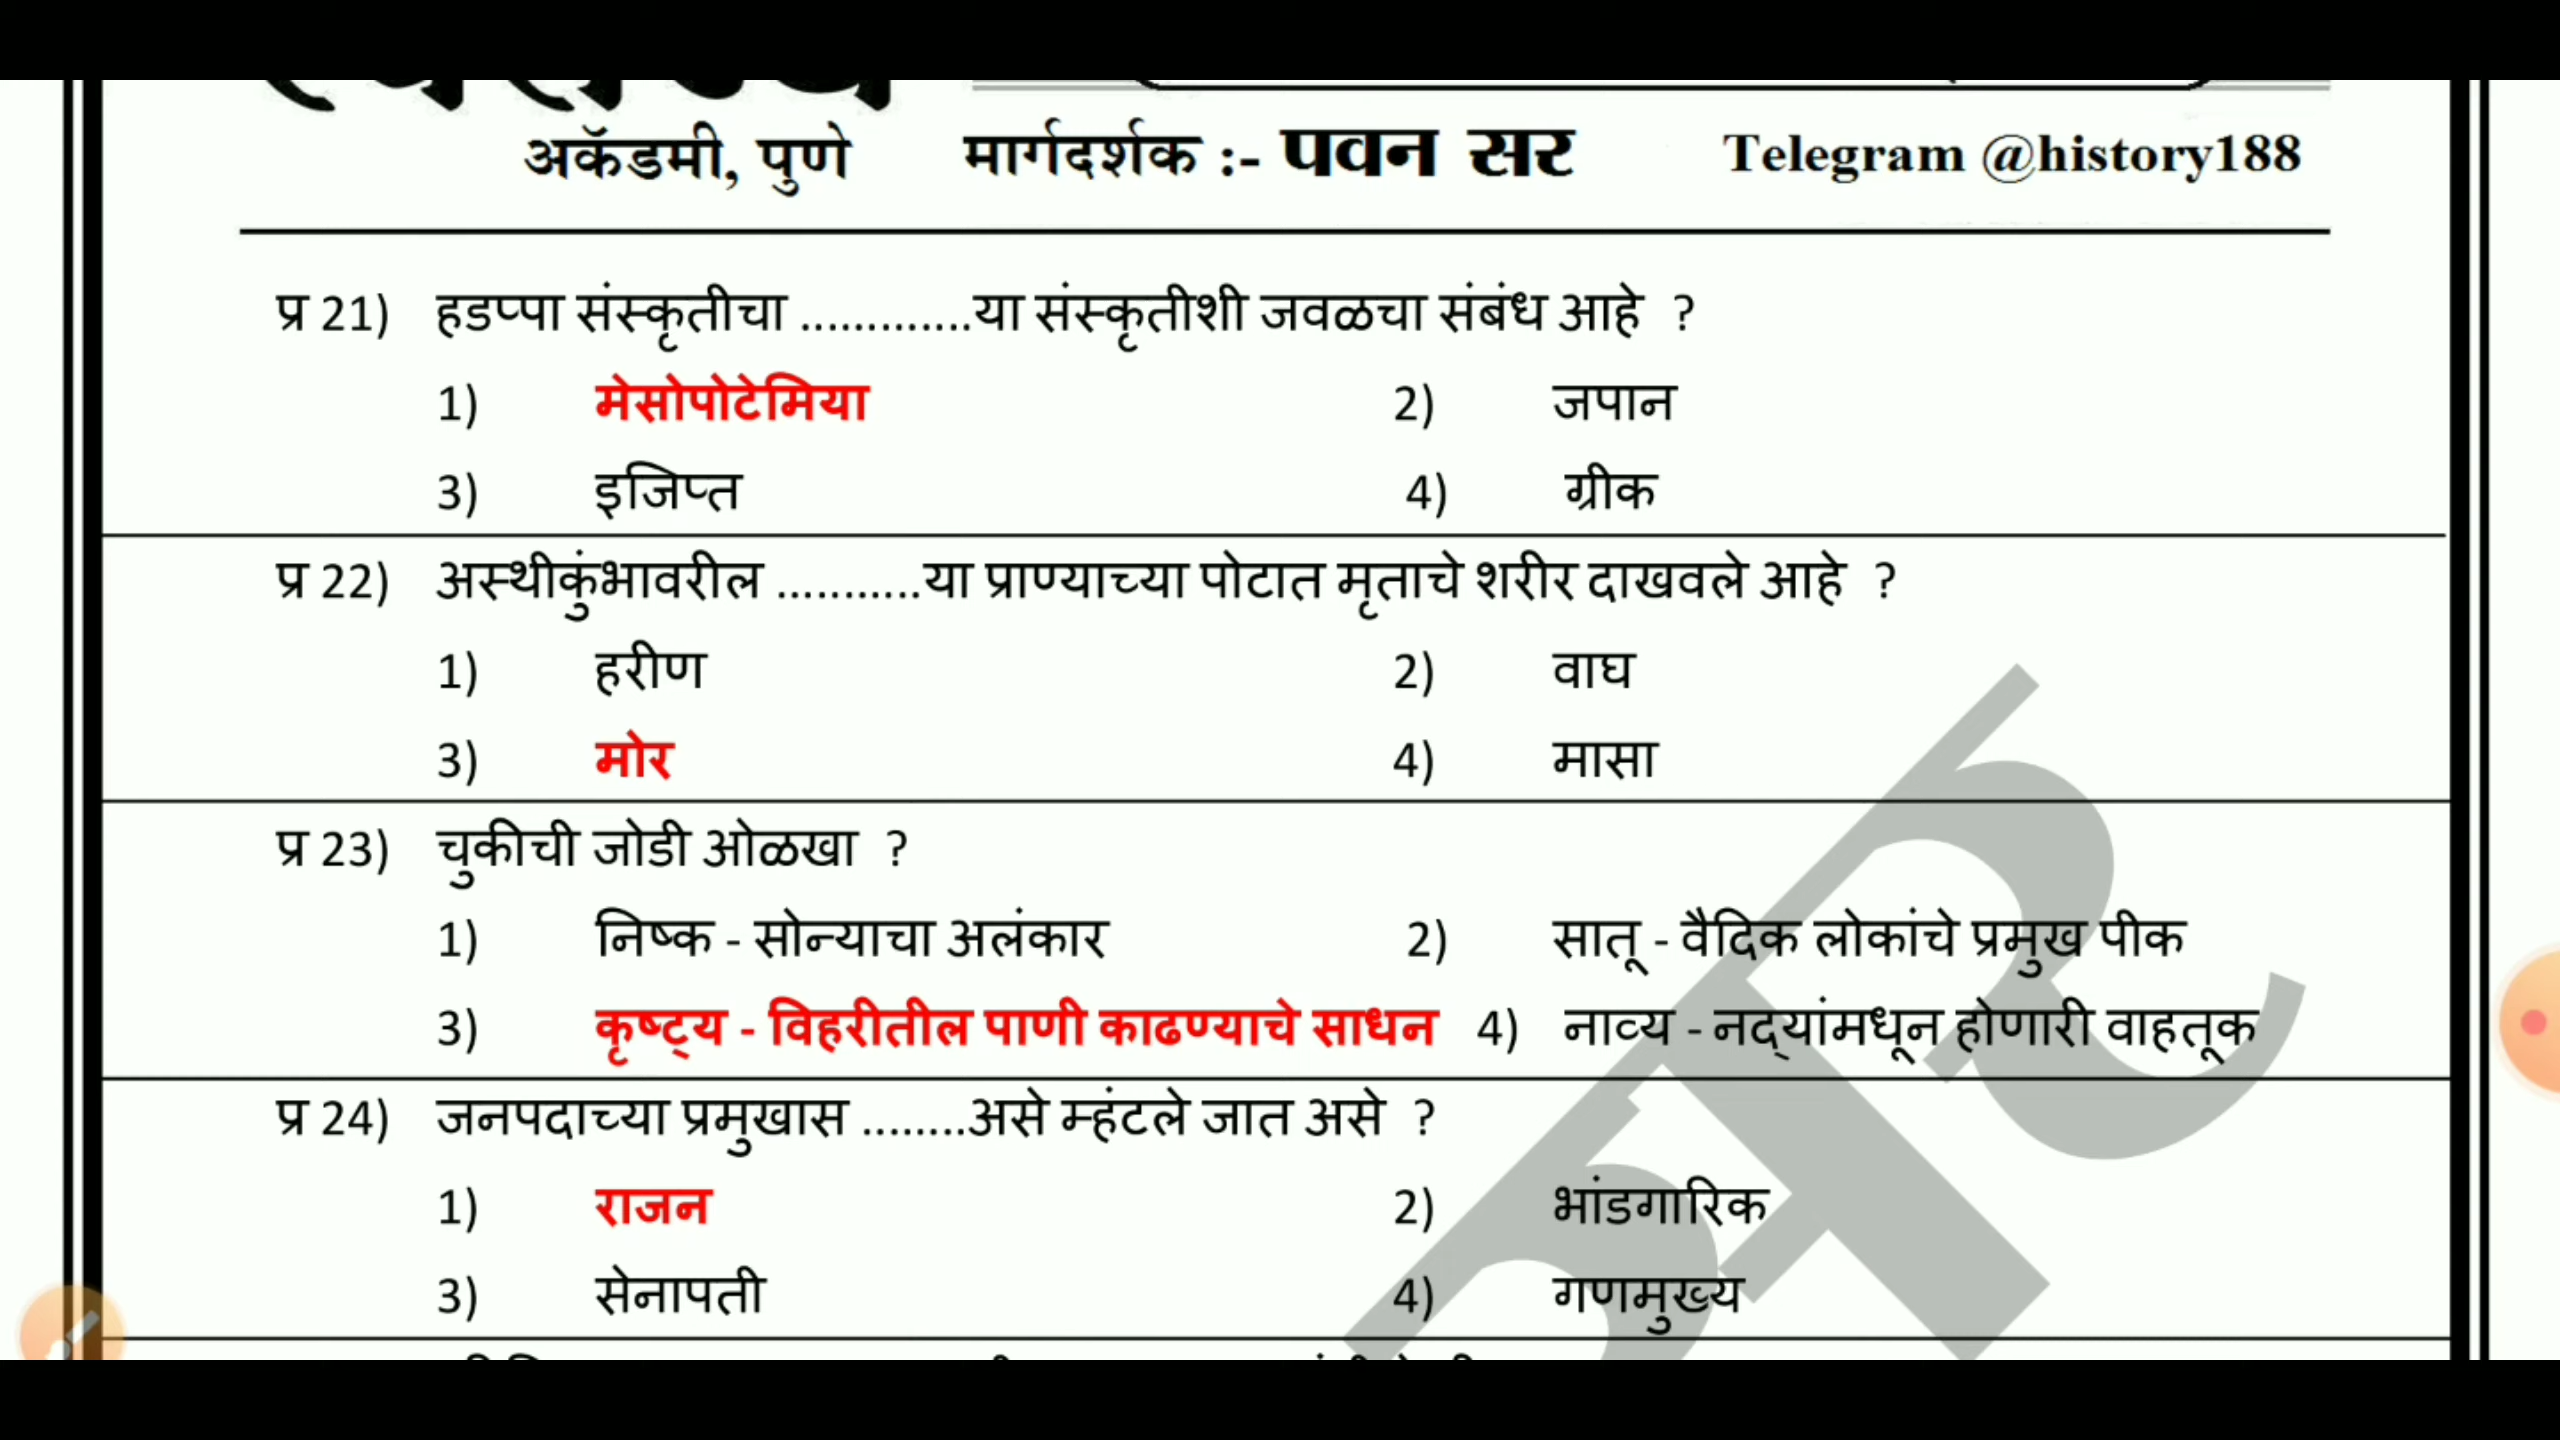 अकॅडमी, पुणे मार्गदर्शक :- पवन सर Telegram @history188
प्र 21) हडप्पा संस्कृतीचा .............या संस्कृतीशी जवळचा संबंध आहे ?
1) मेसोपोटेमिया 2) जपान
3) इजिप्त 4) ग्रीक
प्र 22) अस्थीकुंभावरील ...........या प्राण्याच्या पोटात मृताचे शरीर दाखवले आहे ?
1) हरीण 2) वाघ
3) मोर 4) मासा
प्र 23) चुकीची जोडी ओळखा ?
1) निष्क - सोन्याचा अलंकार 2) सातू - वैदिक लोकांचे प्रमुख पीक
3) कृष्ट्य - विहरीतील पाणी काढण्याचे साधन 4) नाव्य - नद्यांमधून होणारी वाहतूक
प्र 24) जनपदाच्या प्रमुखास ........असे म्हंटले जात असे ?
1) राजन 2) भांडगारिक
3) सेनापती 4) गणमुख्य